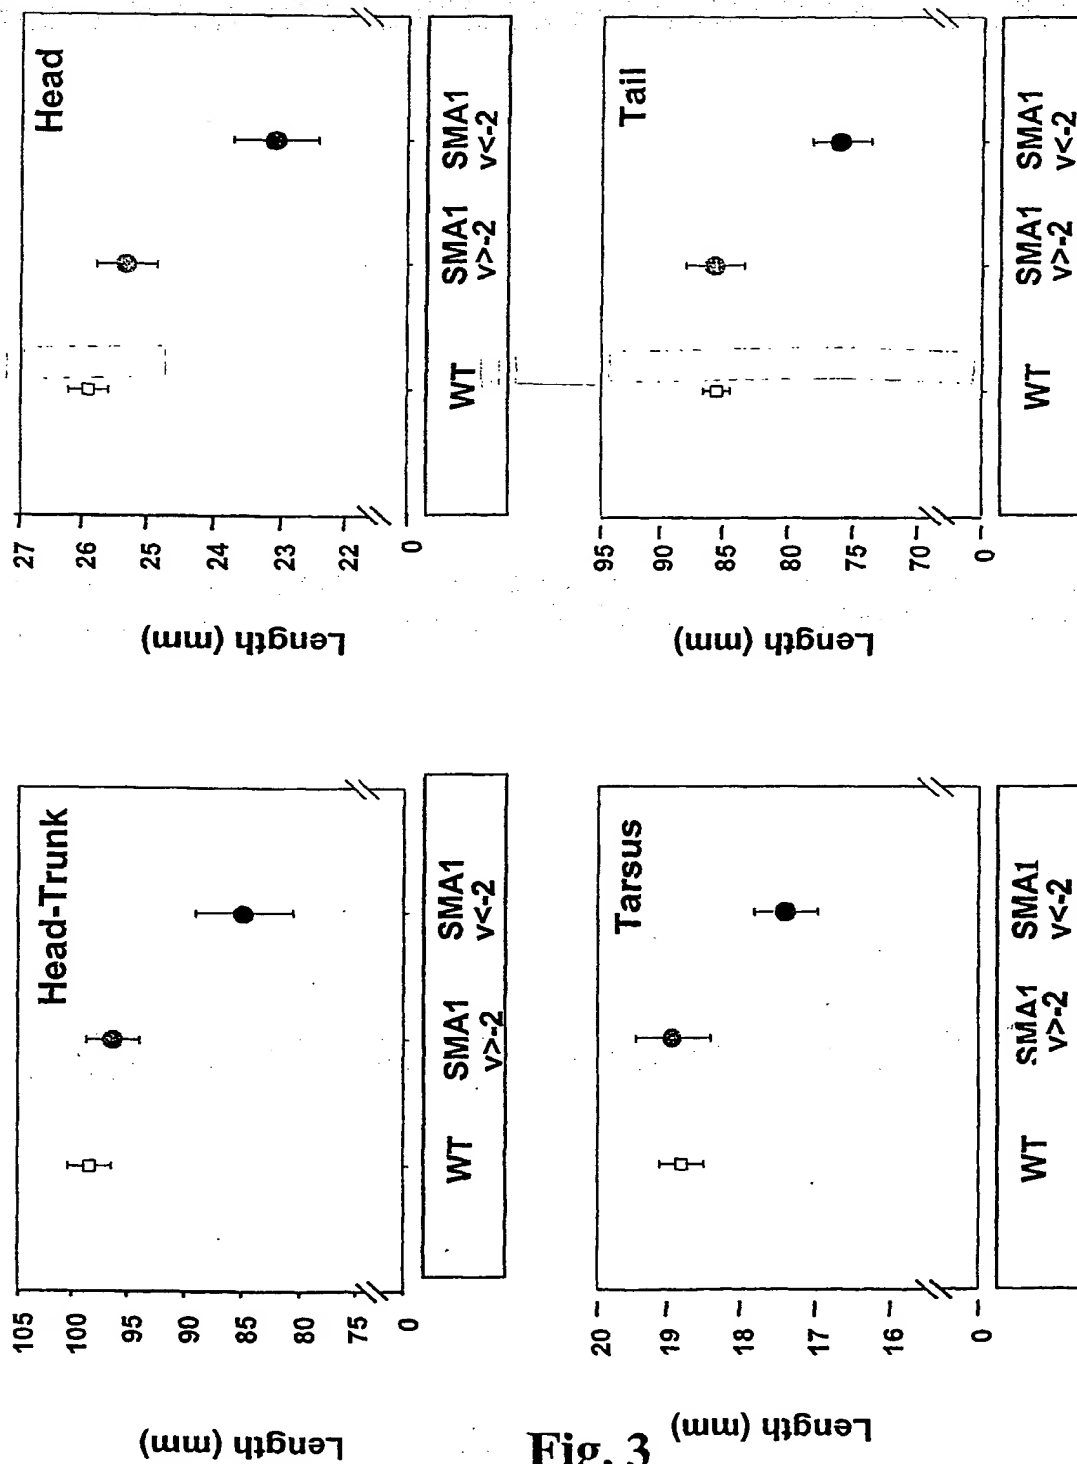 Head-Trunk
Length (mm)
105
100
95
90
85
80
75
0
WT
SMA1
v>-2
SMA1
v<-2
Head
Length (mm)
27
26
25
24
23
22
0
WT
SMA1
v>-2
SMA1
v<-2
Tarsus
Length (mm)
20
19
18
17
16
0
WT
SMA1
v>-2
SMA1
v<-2
Tail
Length (mm)
95
90
85
80
75
70
0
WT
SMA1
v>-2
SMA1
v<-2
Fig. 3